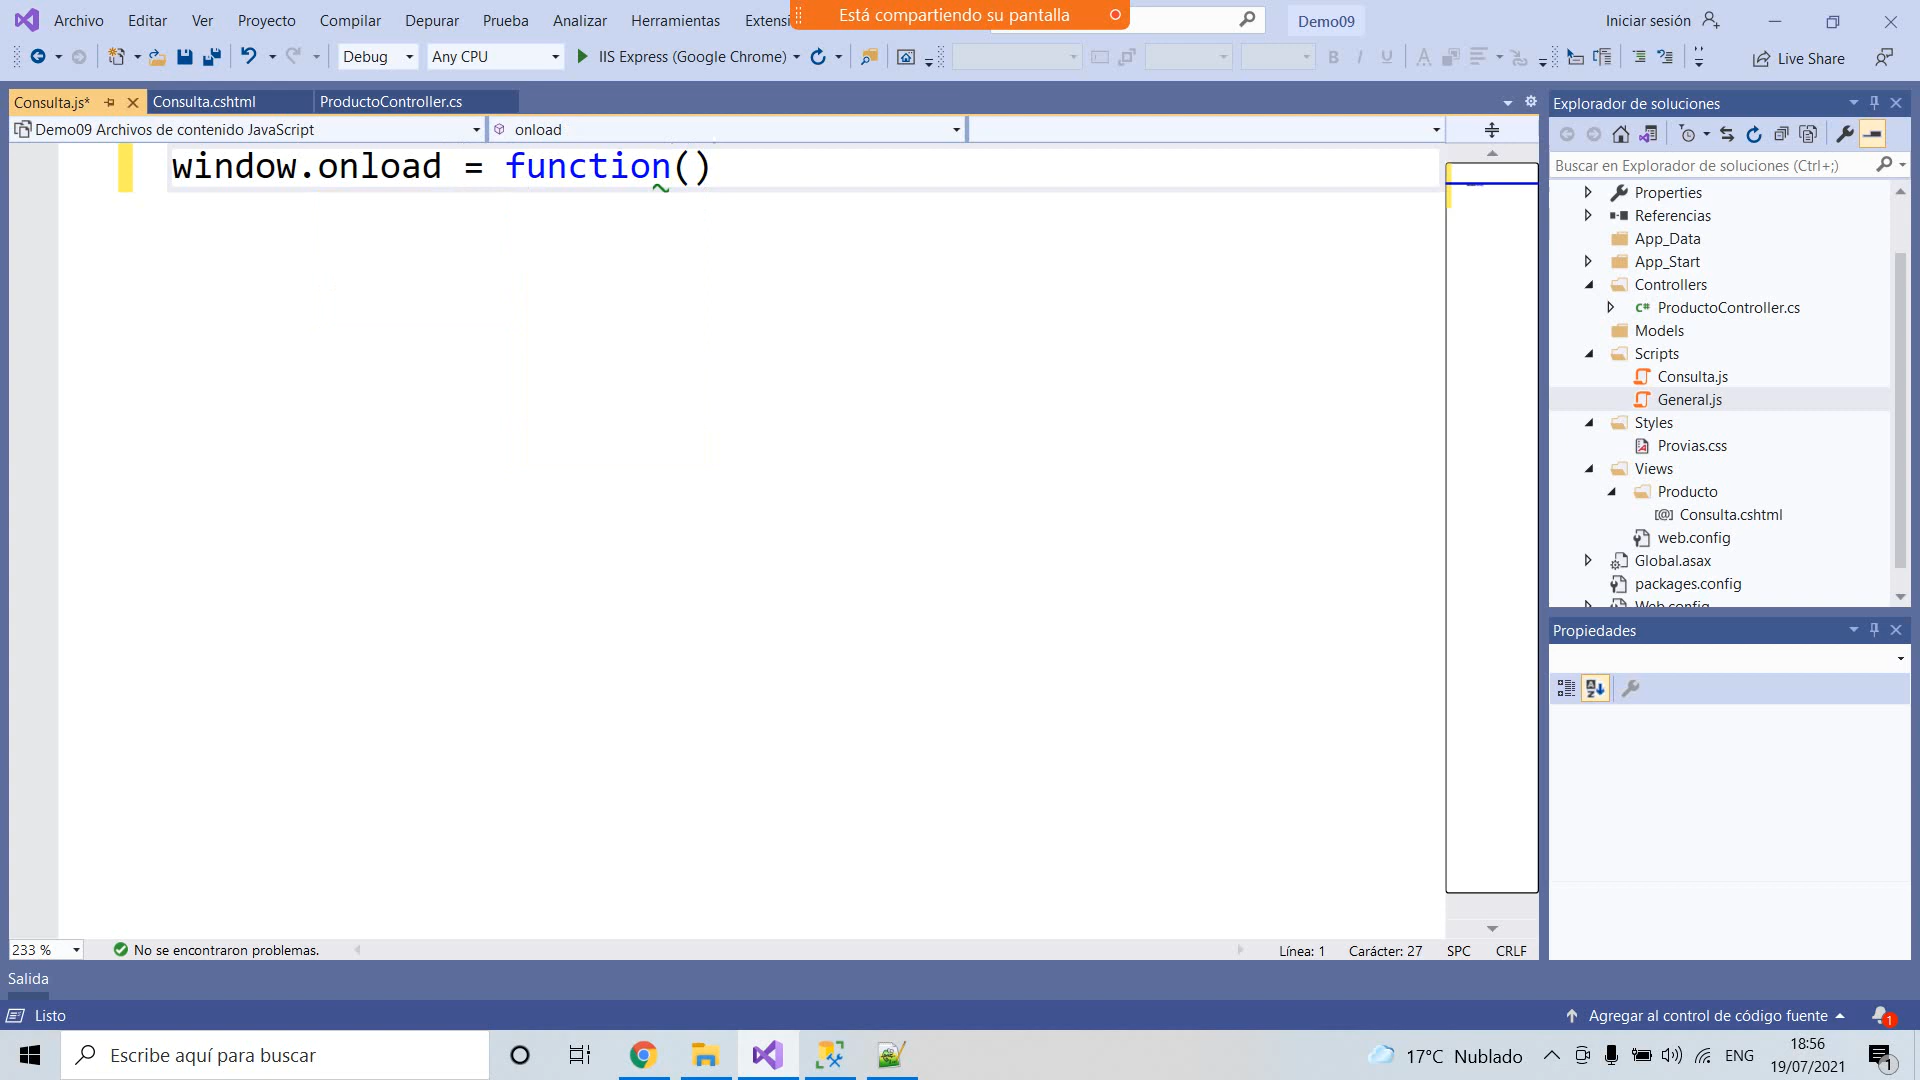 Archivo Editar Ver Proyecto Compilar Depurar Prueba Analizar Herramientas Extensi
Está compartiendo su pantalla
Demo09
Iniciar sesión
Debug Any CPU IIS Express (Google Chrome)
Live Share
Consulta.js* Consulta.cshtml ProductoController.cs
Demo09 Archivos de contenido JavaScript onload
window.onload = function()
Explorador de soluciones
Buscar en Explorador de soluciones (Ctrl+;)
Properties
Referencias
App_Data
App_Start
Controllers
C# ProductoController.cs
Models
Scripts
Consulta.js
General.js
Styles
Provias.css
Views
Producto
Consulta.cshtml
web.config
Global.asax
packages.config
Web.config
Propiedades
233 % No se encontraron problemas. Línea: 1 Carácter: 27 SPC CRLF
Salida
Listo Agregar al control de código fuente 1
Escribe aquí para buscar 17°C Nublado ENG 18:56
19/07/2021 1